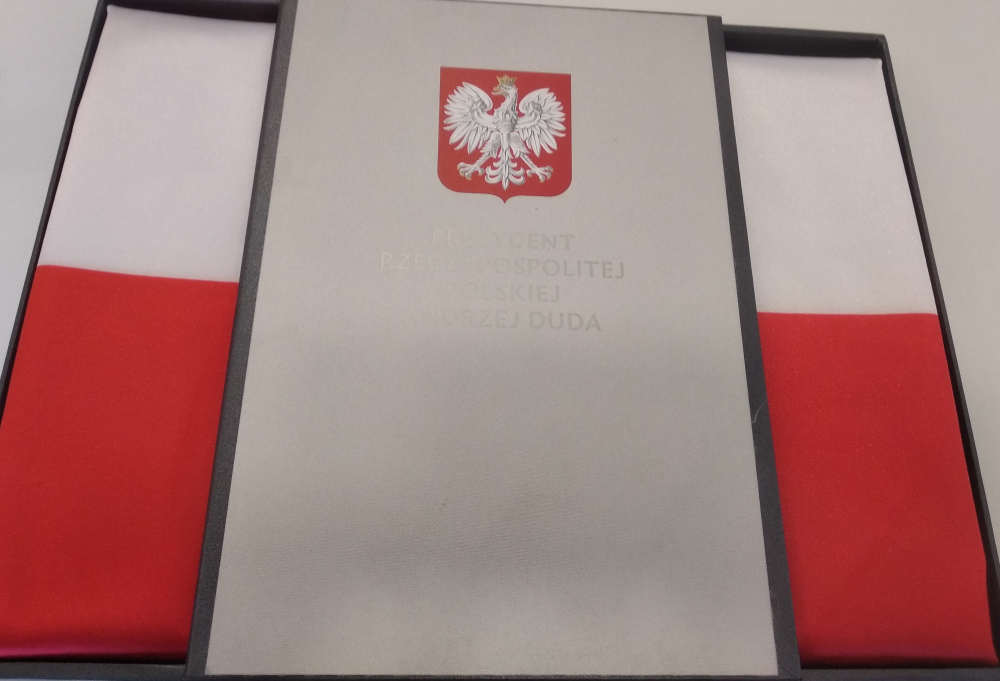 PREZYDENT
RZECZYPOSPOLITEJ
POLSKIEJ
ANDRZEJ DUDA